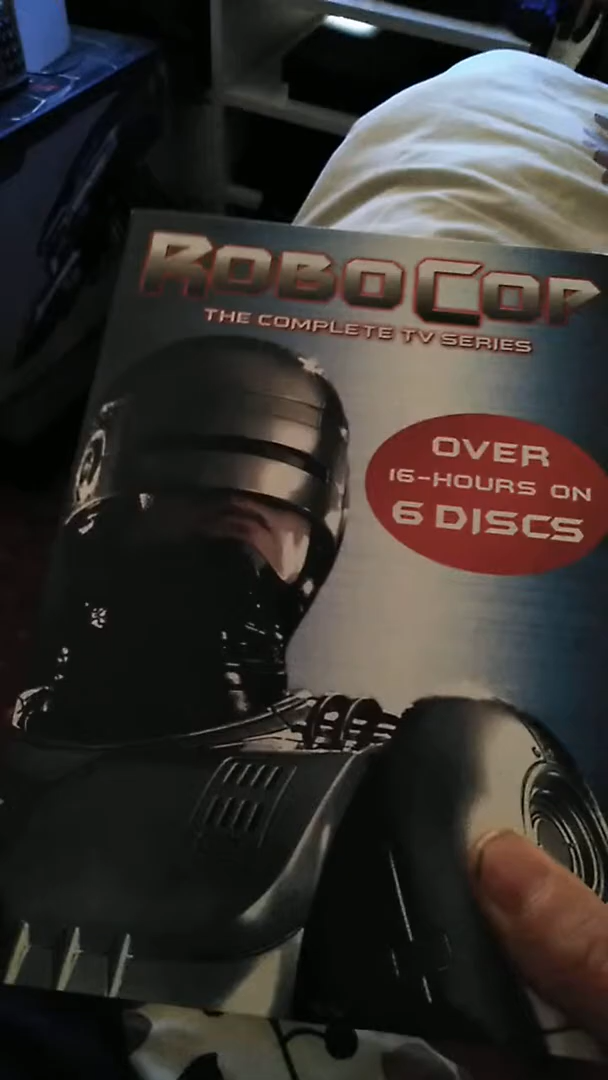 ROBOCOP
THE COMPLETE TV SERIES
OVER
16-HOURS ON
6 DISCS